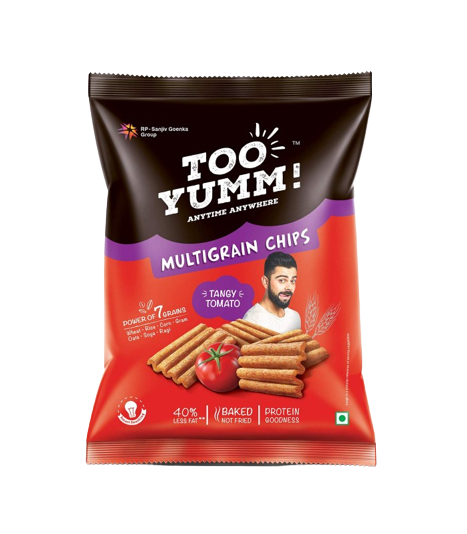 RP-Sanjiv Goenka
Group
TOO
YUMM!
TM
ANYTIME ANYWHERE
MULTIGRAIN CHIPS
TANGY
TOMATO
POWER OF 7 GRAINS
Wheat • Rice • Corn • Gram
Oats • Soya • Ragi
40%
LESS FAT**
BAKED
NOT FRIED
PROTEIN
GOODNESS